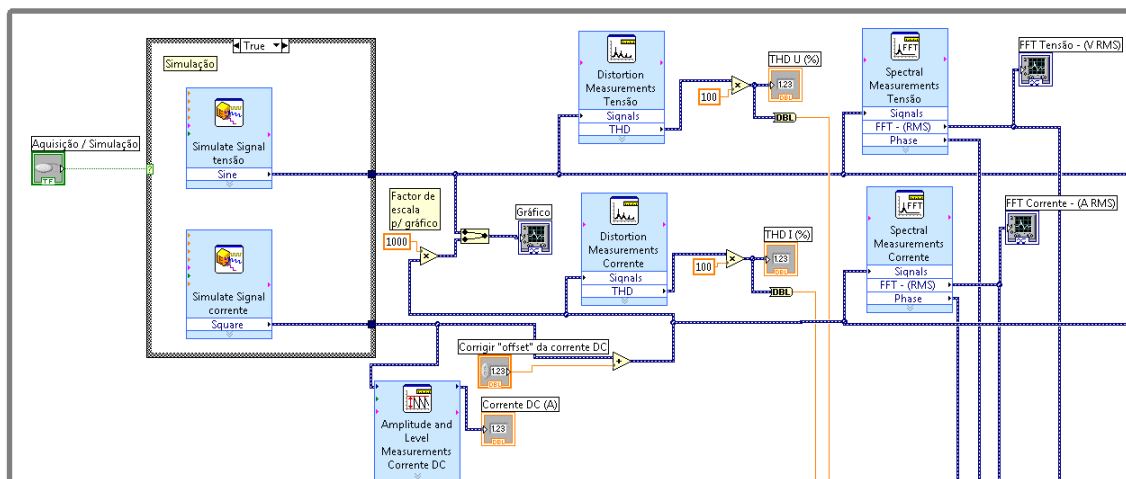 True
Simulação
Simulate Signal
tensão
Sine
Aquisição / Simulação
TF
?
Simulate Signal
corrente
Square
Factor de
escala
p/ gráfico
1000
Gráfico
Distortion
Measurements
Tensão
Signals
THD
100
THD U (%)
1.23
DBL
DBL
Spectral
Measurements
Tensão
Signals
FFT - (RMS)
Phase
FFT Tensão - (V RMS)
Distortion
Measurements
Corrente
Signals
THD
100
THD I (%)
1.23
DBL
DBL
Spectral
Measurements
Corrente
Signals
FFT - (RMS)
Phase
FFT Corrente - (A RMS)
Corrigir "offset" da corrente DC
1.23
DBL
Amplitude and
Level
Measurements
Corrente DC
Corrente DC (A)
1.23
DBL